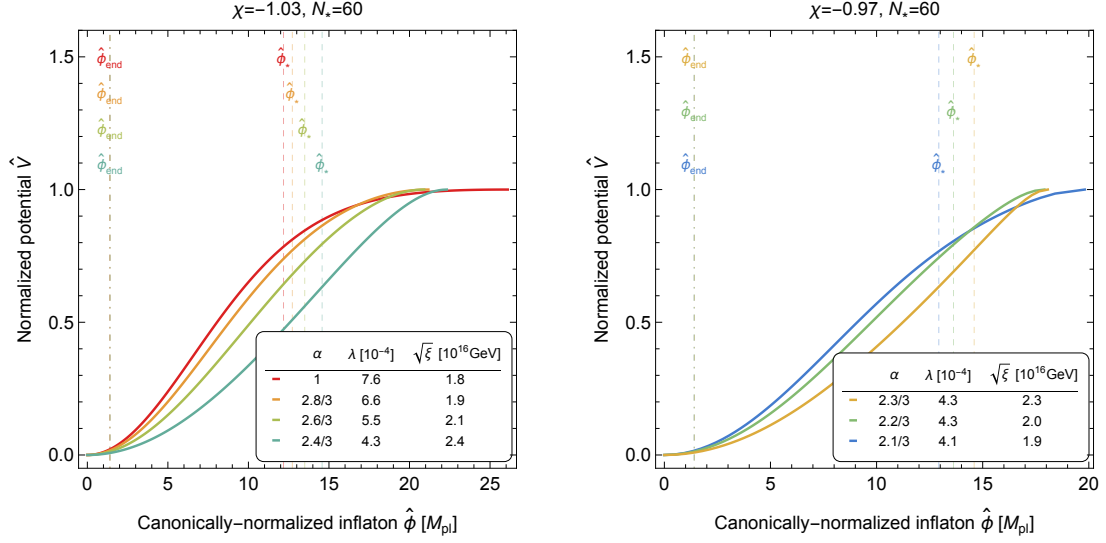 χ=-1.03, N⋆=60
Normalized potential V̂
1.5
1.0
0.5
0.0
ϕ̂end
ϕ̂end
ϕ̂end
ϕ̂end
ϕ̂⋆
ϕ̂⋆
ϕ̂⋆
ϕ̂⋆
α λ [10⁻⁴] √ξ [10¹⁶GeV]
1 7.6 1.8
2.8/3 6.6 1.9
2.6/3 5.5 2.1
2.4/3 4.3 2.4
0 5 10 15 20 25
Canonically-normalized inflaton ϕ̂ [Mpl]
χ=-0.97, N⋆=60
Normalized potential V̂
1.5
1.0
0.5
0.0
ϕ̂end
ϕ̂end
ϕ̂end
ϕ̂⋆
ϕ̂⋆
ϕ̂⋆
α λ [10⁻⁴] √ξ [10¹⁶GeV]
2.3/3 4.3 2.3
2.2/3 4.3 2.0
2.1/3 4.1 1.9
0 5 10 15 20
Canonically-normalized inflaton ϕ̂ [Mpl]